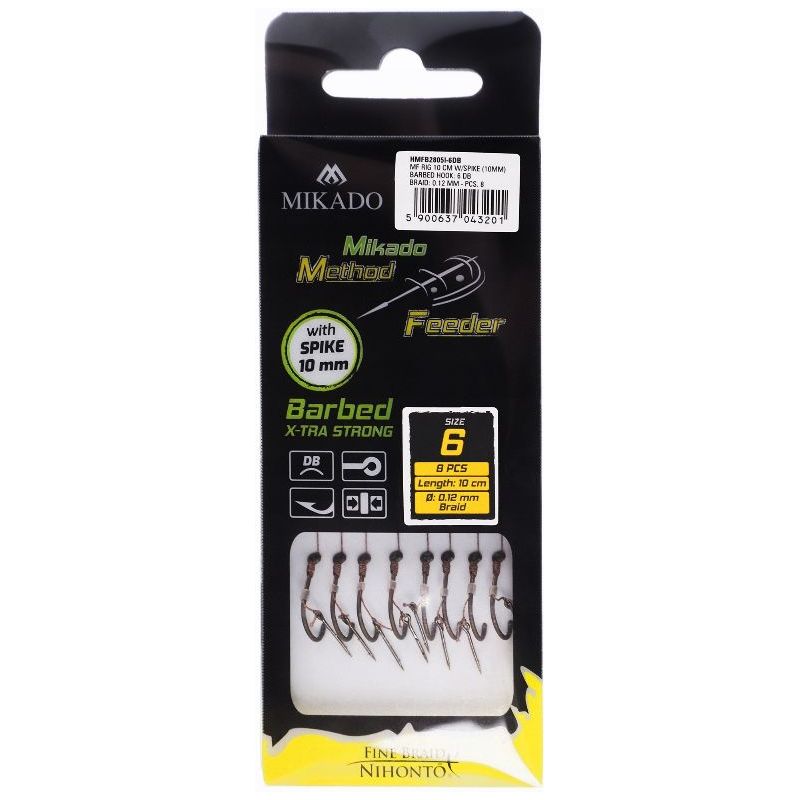 HMFB2805I-6DB
MF RIG 10 CM W/SPIKE (10MM)
BARBED HOOK: 6 DB
BRAID: 0.12 MM - PCS. 8
5 900637 043201
MIKADO
Mikado
Method
Feeder
with
SPIKE
10 mm
Barbed
X-TRA STRONG
DB
SIZE
6
8 PCS
Length: 10 cm
Ø: 0.12 mm
Braid
FINE BRAID
NIHONTO